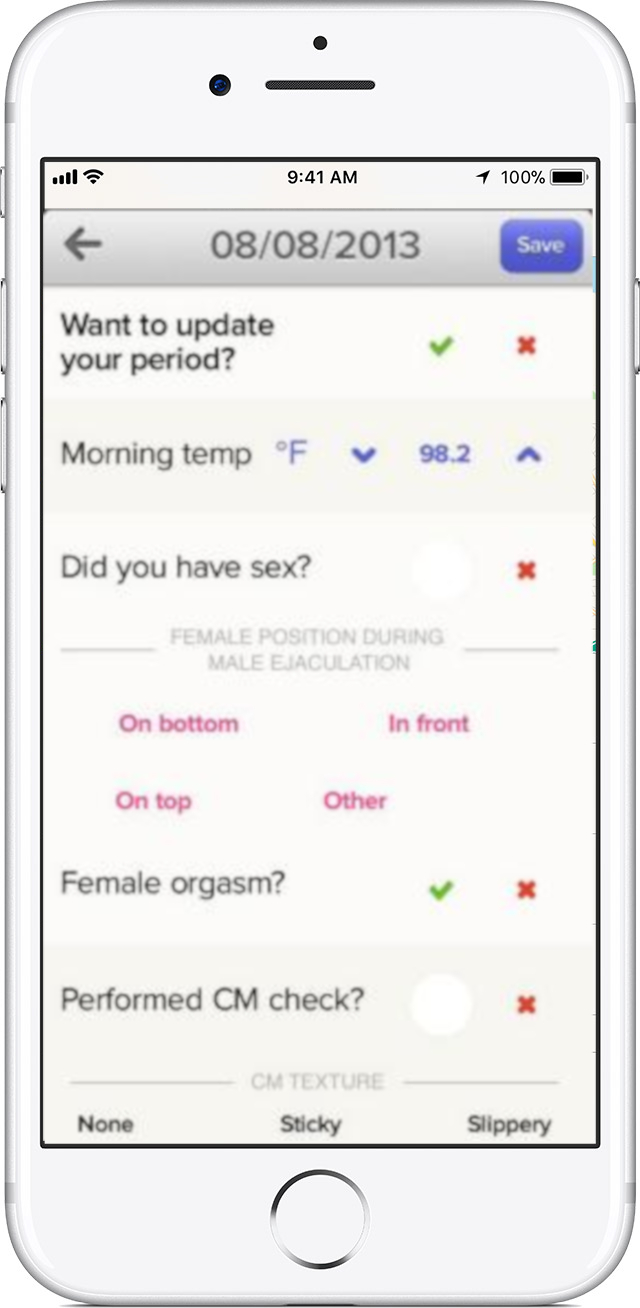 9:41 AM 100%
08/08/2013 Save
Want to update
your period?
Morning temp °F 98.2
Did you have sex?
FEMALE POSITION DURING
MALE EJACULATION
On bottom In front
On top Other
Female orgasm?
Performed CM check?
CM TEXTURE
None Sticky Slippery